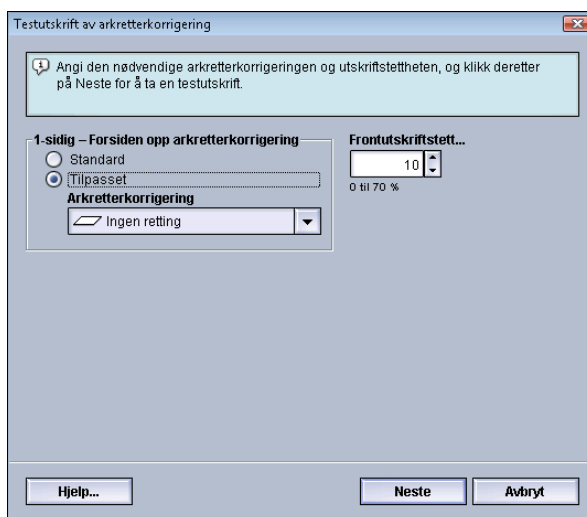 Testutskrift av arkretterkorrigering
Angi den nødvendige arkretterkorrigeringen og utskriftstettheten, og klikk deretter
på Neste for å ta en testutskrift.
1-sidig – Forsiden opp arkretterkorrigering
Standard
Tilpasset
Arkretterkorrigering
Ingen retting
Frontutskriftstett...
10
0 til 70 %
Hjelp...
Neste
Avbryt